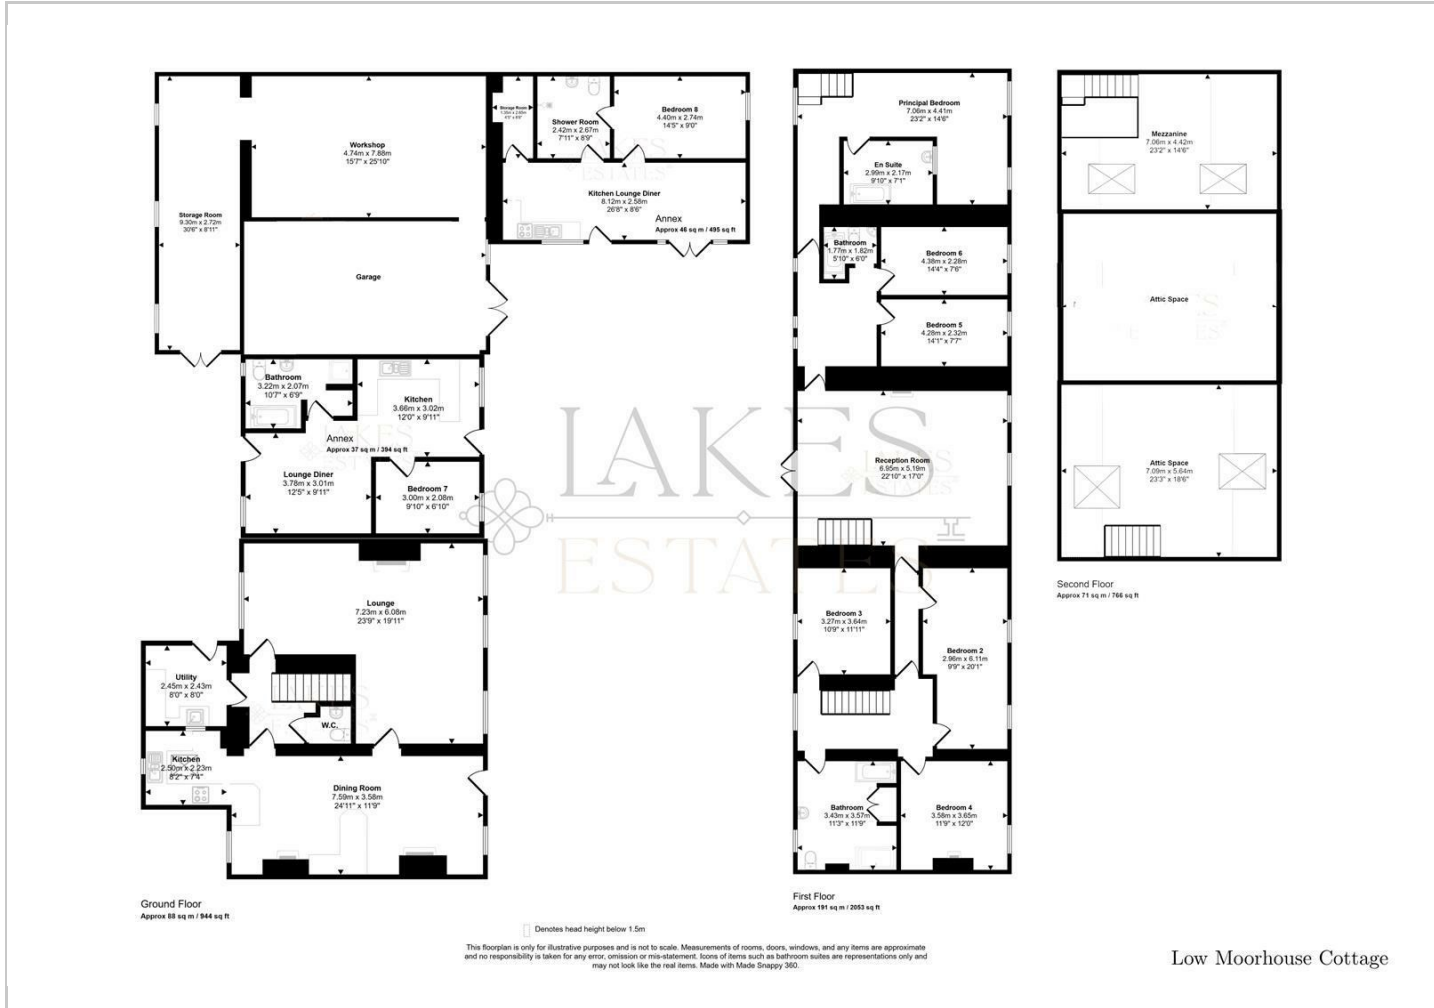 Storage Room
9.30m x 2.72m
30'6" x 8'11"
Workshop
4.74m x 7.88m
15'7" x 25'10"
Garage
Storage Room
Shower Room
2.42m x 2.67m
7'11" x 8'9"
Bedroom 8
4.40m x 2.74m
14'5" x 9'0"
Kitchen Lounge Diner
8.12m x 2.58m
26'8" x 8'6"
Annex
Approx 46 sq m / 495 sq ft
Bathroom
3.22m x 2.07m
10'7" x 6'9"
Kitchen
3.66m x 3.02m
12'0" x 9'11"
Annex
Approx 37 sq m / 394 sq ft
Lounge Diner
3.78m x 3.01m
12'5" x 9'11"
Bedroom 7
3.00m x 2.08m
9'10" x 6'10"
Lounge
7.23m x 6.08m
23'9" x 19'11"
Utility
2.45m x 2.43m
8'0" x 8'0"
W.C.
Kitchen
2.50m x 2.23m
8'2" x 7'4"
Dining Room
7.59m x 3.58m
24'11" x 11'9"
Ground Floor
Approx 88 sq m / 944 sq ft
Principal Bedroom
7.06m x 4.41m
23'2" x 14'6"
En Suite
2.99m x 2.17m
9'10" x 7'1"
Bathroom
1.77m x 1.82m
5'10" x 6'0"
Bedroom 6
4.38m x 2.28m
14'4" x 7'6"
Bedroom 5
4.28m x 2.32m
14'1" x 7'7"
Reception Room
6.95m x 5.19m
22'10" x 17'0"
Bedroom 3
3.27m x 3.64m
10'9" x 11'11"
Bedroom 2
2.96m x 6.11m
9'9" x 20'1"
Bathroom
3.43m x 3.57m
11'3" x 11'9"
Bedroom 4
3.58m x 3.65m
11'9" x 12'0"
First Floor
Approx 191 sq m / 2053 sq ft
Mezzanine
7.06m x 4.42m
23'2" x 14'6"
Attic Space
Attic Space
7.09m x 5.64m
23'3" x 18'6"
Second Floor
Approx 71 sq m / 766 sq ft
LAKES
ESTATES
Denotes head height below 1.5m
This floorplan is only for illustrative purposes and is not to scale. Measurements of rooms, doors, windows, and any items are approximate
and no responsibility is taken for any error, omission or mis-statement. Icons of items such as bathroom suites are representations only and
may not look like the real items. Made with Made Snappy 360.
Low Moorhouse Cottage